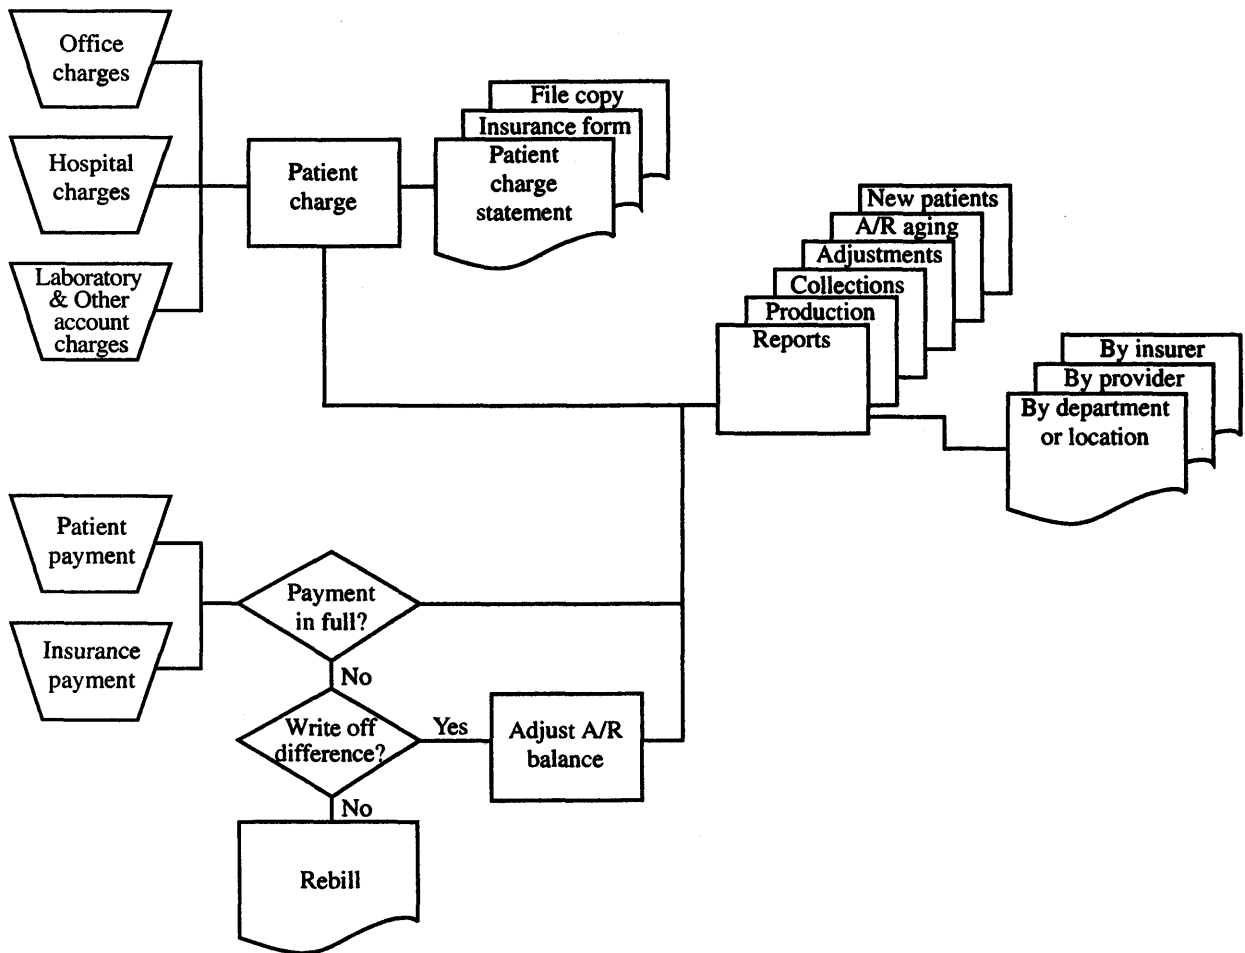 Office
charges
Hospital
charges
Laboratory
& Other
account
charges
Patient
charge
File copy
Insurance form
Patient
charge
statement
New patients
A/R aging
Adjustments
Collections
Production
Reports
By insurer
By provider
By department
or location
Patient
payment
Insurance
payment
Payment
in full?
No
Write off
difference?
Yes
Adjust A/R
balance
No
Rebill